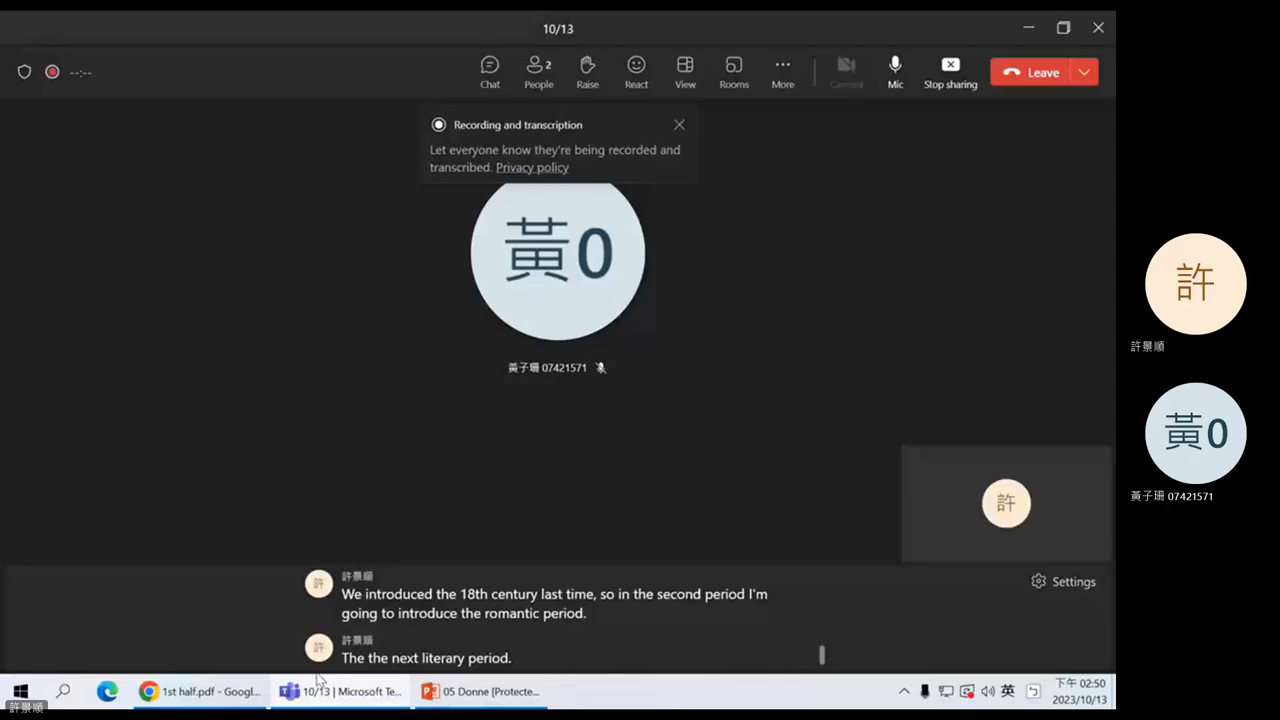 10/13
--:--
Chat
People
2
Raise
React
View
Rooms
More
Camera
Mic
Stop sharing
Leave
Recording and transcription
Let everyone know they're being recorded and
transcribed. Privacy policy
黃0
黃子珊 07421571
許
許景順
黃0
黃子珊 07421571
許
Settings
許
許景順
We introduced the 18th century last time, so in the second period I'm
going to introduce the romantic period.
許
許景順
The the next literary period.
1st half.pdf - Googl...
10/13 | Microsoft Te...
05 Donne [Protecte...
英
下午 02:50
2023/10/13
許景順